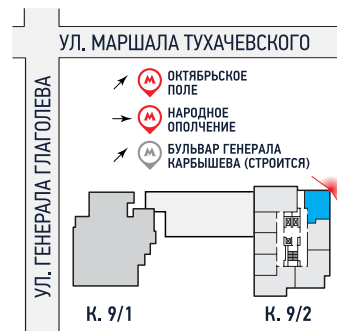 УЛ. МАРШАЛА ТУХАЧЕВСКОГО
УЛ. ГЕНЕРАЛА ГЛАГОЛЕВА
М ОКТЯБРЬСКОЕ
ПОЛЕ
М НАРОДНОЕ
ОПОЛЧЕНИЕ
М БУЛЬВАР ГЕНЕРАЛА
КАРБЫШЕВА (СТРОИТСЯ)
К. 9/1
К. 9/2